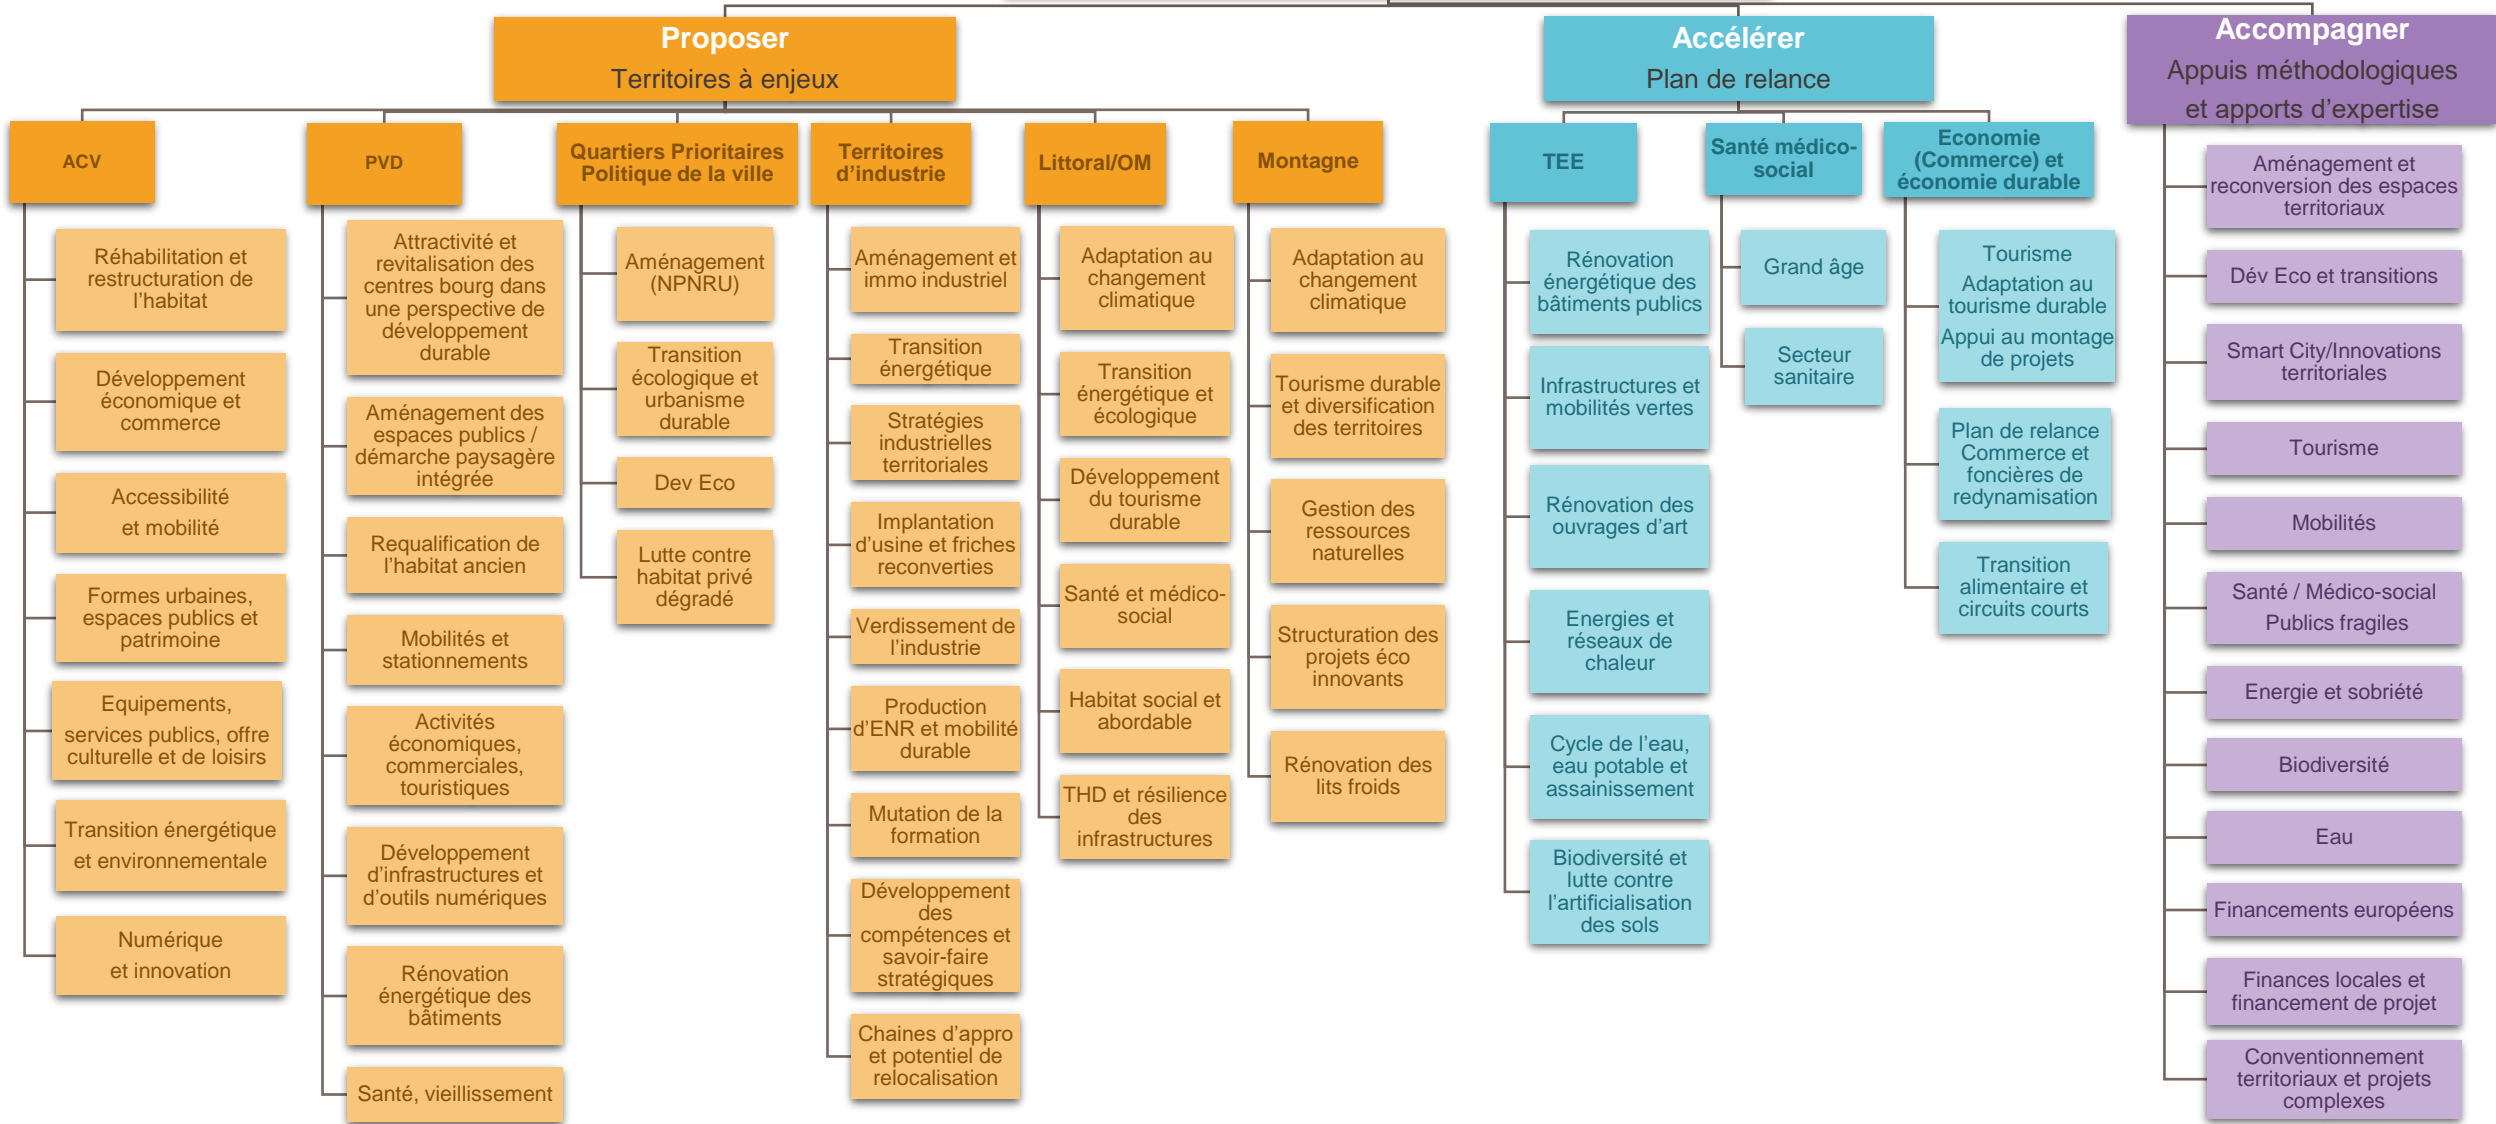 Proposer
Territoires à enjeux
ACV
Réhabilitation et
restructuration de
l'habitat
Développement
économique et
commerce
Accessibilité
et mobilité
Formes urbaines,
espaces publics et
patrimoine
Equipements,
services publics, offre
culturelle et de loisirs
Transition énergétique
et environnementale
Numérique
et innovation
PVD
Attractivité et
revitalisation des
centres bourg dans
une perspective de
développement
durable
Aménagement des
espaces publics /
démarche paysagère
intégrée
Requalification de
l'habitat ancien
Mobilités et
stationnements
Activités
économiques,
commerciales,
touristiques
Développement
d'infrastructures et
d'outils numériques
Rénovation
énergétique des
bâtiments
Santé, vieillissement
Quartiers Prioritaires
Politique de la ville
Aménagement
(NPNRU)
Transition
écologique et
urbanisme
durable
Dev Eco
Lutte contre
habitat privé
dégradé
Territoires
d'industrie
Aménagement et
immo industriel
Transition
énergétique
Stratégies
industrielles
territoriales
Implantation
d'usine et friches
reconverties
Verdissement de
l'industrie
Production
d'ENR et mobilité
durable
Mutation de la
formation
Développement
des
compétences et
savoir-faire
stratégiques
Chaines d'appro
et potentiel de
relocalisation
Littoral/OM
Adaptation au
changement
climatique
Transition
énergétique et
écologique
Développement
du tourisme
durable
Santé et médico-
social
Habitat social et
abordable
THD et résilience
des
infrastructures
Montagne
Adaptation au
changement
climatique
Tourisme durable
et diversification
des territoires
Gestion des
ressources
naturelles
Structuration des
projets éco
innovants
Rénovation des
lits froids
Accélérer
Plan de relance
TEE
Rénovation
énergétique des
bâtiments publics
Infrastructures et
mobilités vertes
Rénovation des
ouvrages d'art
Energies et
réseaux de
chaleur
Cycle de l'eau,
eau potable et
assainissement
Biodiversité et
lutte contre
l'artificialisation
des sols
Santé médico-
social
Grand âge
Secteur
sanitaire
Economie
(Commerce) et
économie durable
Tourisme
Adaptation au
tourisme durable
Appui au montage
de projets
Plan de relance
Commerce et
foncières de
redynamisation
Transition
alimentaire et
circuits courts
Accompagner
Appuis méthodologiques
et apports d'expertise
Aménagement et
reconversion des espaces
territoriaux
Dév Eco et transitions
Smart City/Innovations
territoriales
Tourisme
Mobilités
Santé / Médico-social
Publics fragiles
Energie et sobriété
Biodiversité
Eau
Financements européens
Finances locales et
financement de projet
Conventionnement
territoriaux et projets
complexes